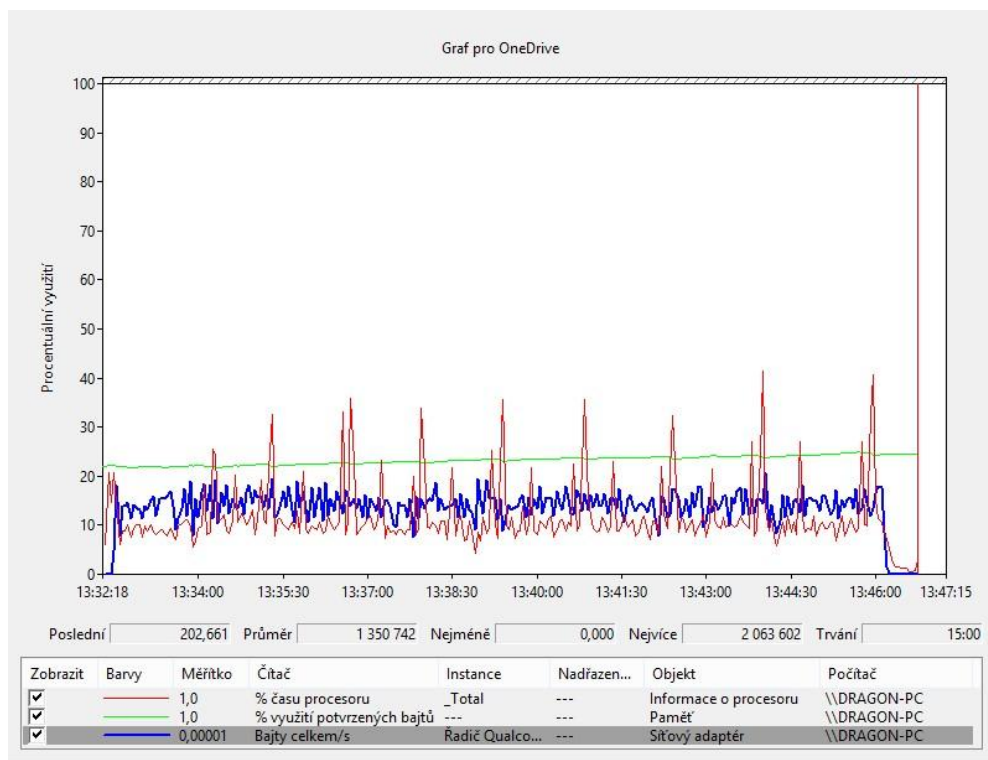 Graf pro OneDrive
100
90
80
70
60
50
40
30
20
10
0
Procentuální využití
13:32:18 13:34:00 13:35:30 13:37:00 13:38:30 13:40:00 13:41:30 13:43:00 13:44:30 13:46:00 13:47:15
Poslední 202,661 Průměr 1 350 742 Nejméně 0,000 Nejvíce 2 063 602 Trvání 15:00
Zobrazit Barvy Měřítko Čítač Instance Nadřazen... Objekt Počítač
1,0 % času procesoru _Total --- Informace o procesoru \\DRAGON-PC
1,0 % využití potvrzených bajtů --- --- Paměť \\DRAGON-PC
0,00001 Bajty celkem/s Řadič Qualco... --- Síťový adaptér \\DRAGON-PC